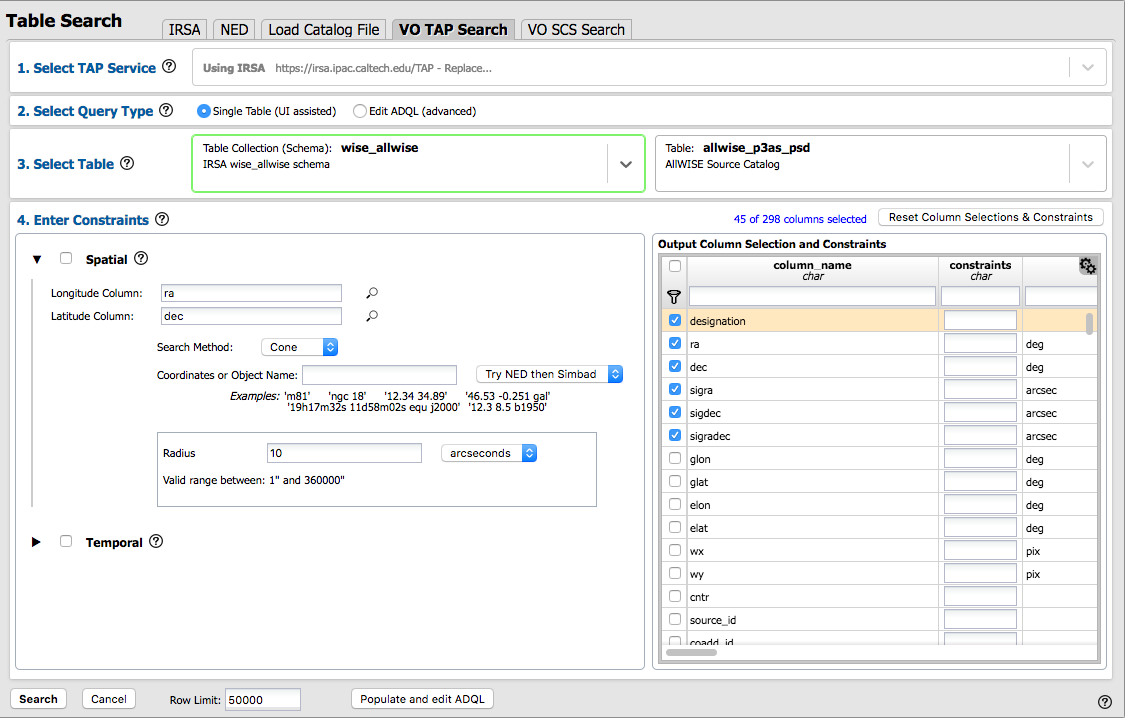 Table Search
IRSA NED Load Catalog File VO TAP Search VO SCS Search
1. Select TAP Service
Using IRSA https://irsa.ipac.caltech.edu/TAP - Replace...
2. Select Query Type
Single Table (UI assisted) Edit ADQL (advanced)
3. Select Table
Table Collection (Schema): wise_allwise
IRSA wise_allwise schema
Table: allwise_p3as_psd
AllWISE Source Catalog
4. Enter Constraints
45 of 298 columns selected Reset Column Selections & Constraints
Spatial
Longitude Column: ra
Latitude Column: dec
Search Method: Cone
Coordinates or Object Name: Try NED then Simbad
Examples: 'm81' 'ngc 18' '12.34 34.89' '46.53 -0.251 gal'
'19h17m32s 11d58m02s equ j2000' '12.3 8.5 b1950'
Radius 10 arcseconds
Valid range between: 1" and 360000"
Temporal
Output Column Selection and Constraints
column_name constraints
char char
designation
ra deg
dec deg
sigra arcsec
sigdec arcsec
sigradec arcsec
glon deg
glat deg
elon deg
elat deg
wx pix
wy pix
cntr
source_id
coadd_id
Search Cancel Row Limit: 50000 Populate and edit ADQL